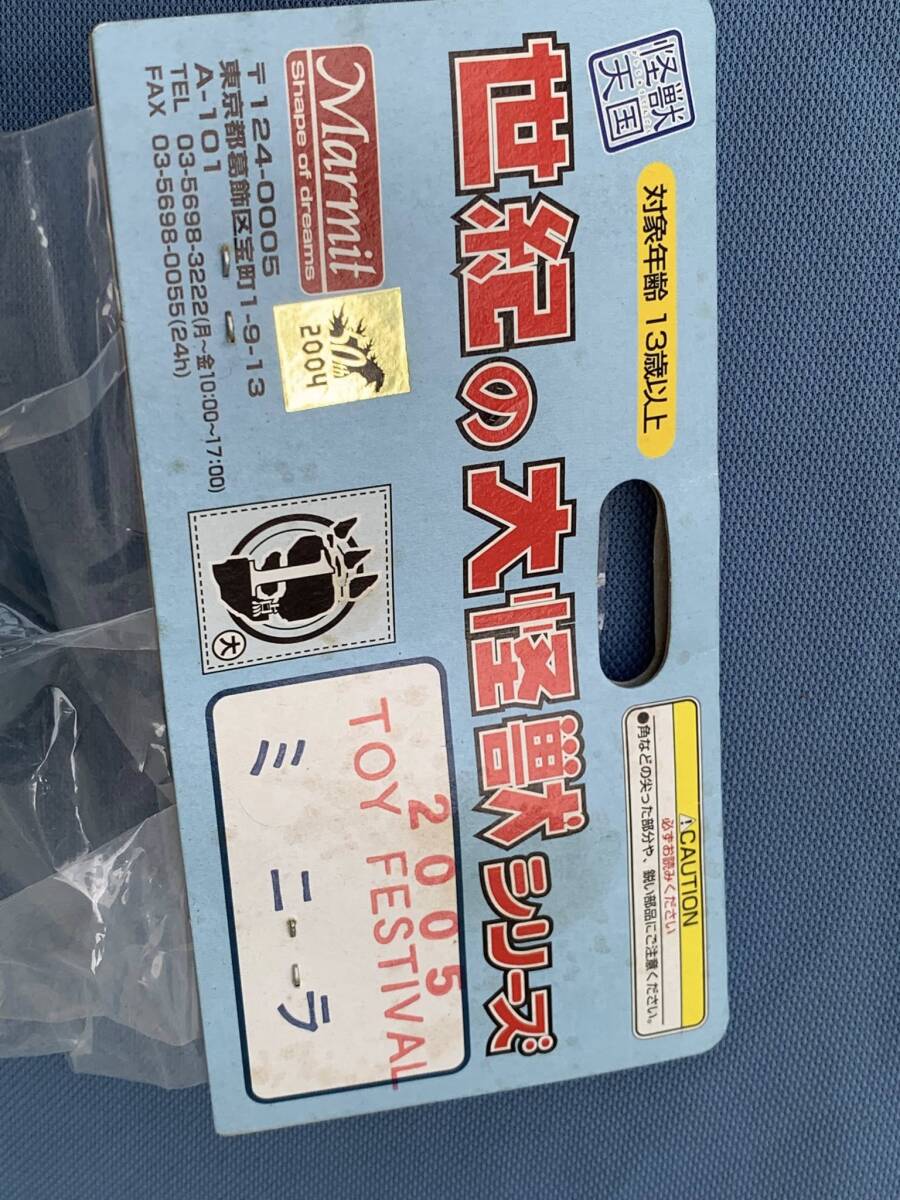 怪獣天国
対象年齢 13歳以上
⚠CAUTION
必ずお読みください
●角などの尖った部分や、鋭い部品にご注意ください。
世紀の大怪獣シリーズ
Marmit
Shape of dreams
50th
2004
〒124-0005
東京都葛飾区宝町1-9-13
A-101
TEL 03-5698-3222(月～金10:00～17:00)
FAX 03-5698-0055(24h)
大
2005
TOY FESTIVAL
ミニラ